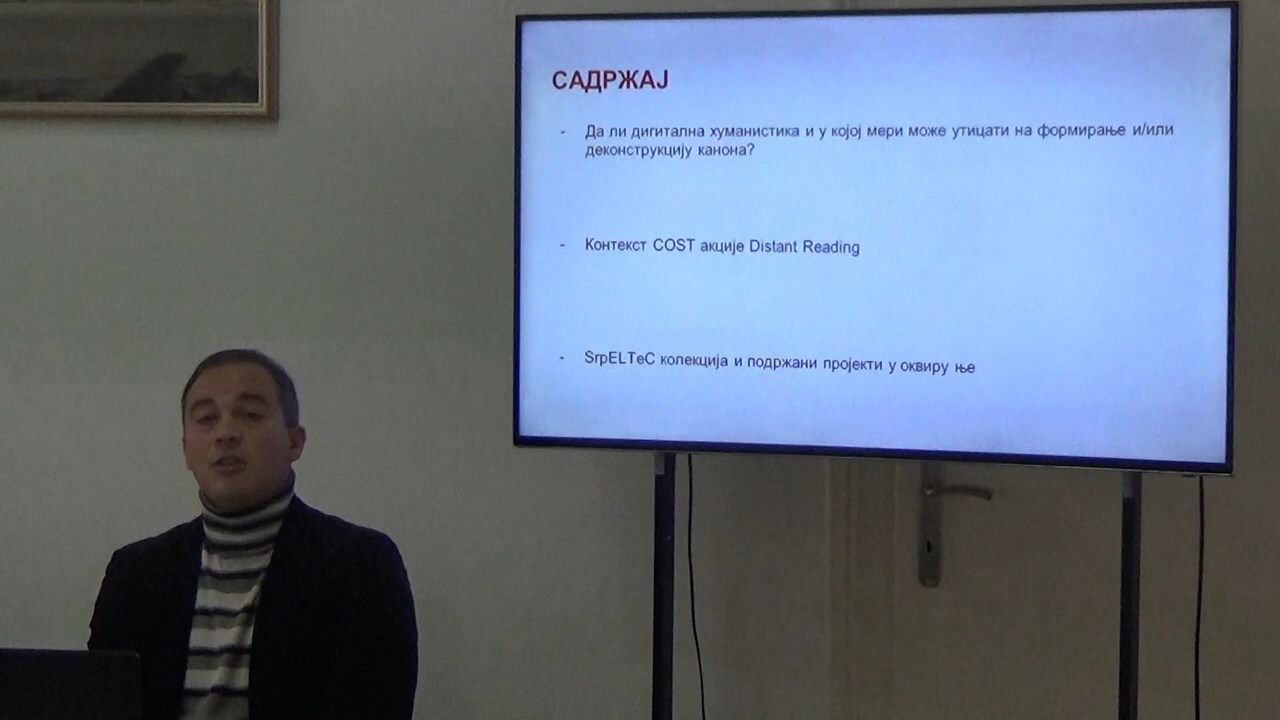 САДРЖАЈ
- Да ли дигитална хуманистика и у којој мери може утицати на формирање и/или
деконструкцију канона?
- Контекст COST акције Distant Reading
- SrpELTeC колекција и подржани пројекти у оквиру ње